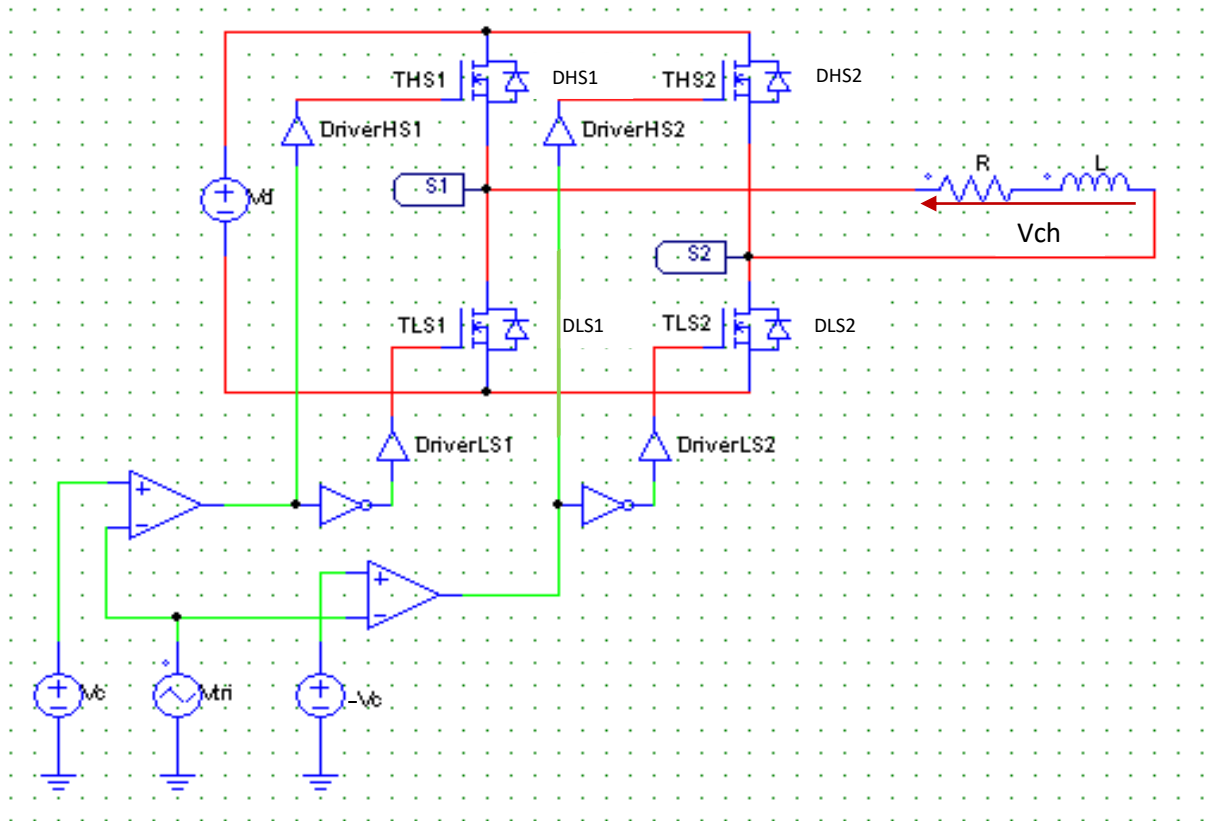 THS1
DHS1
THS2
DHS2
DriverHS1
DriverHS2
R
L
S1
Vd
Vch
S2
TLS1
DLS1
TLS2
DLS2
DriverLS1
DriverLS2
+
−
+
−
Vc
Vtri
−Vc